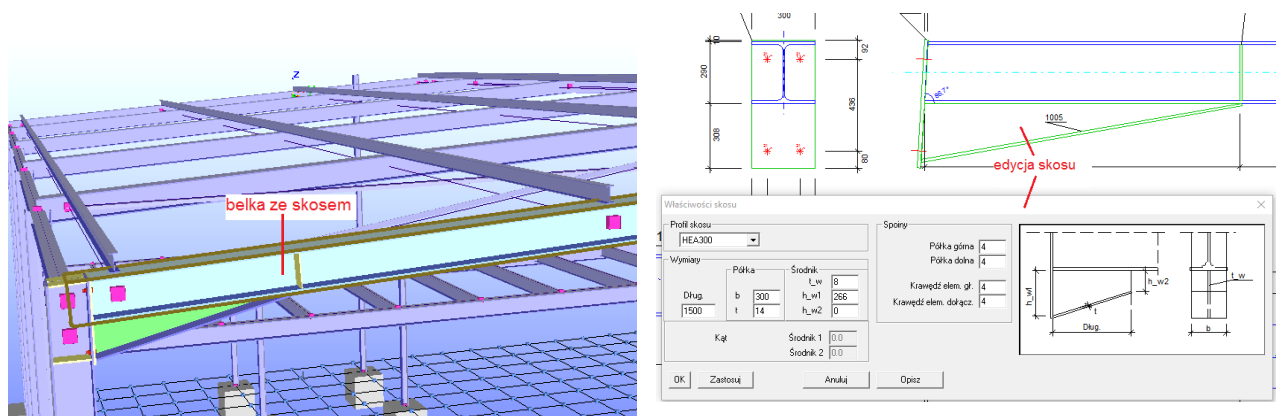 Z
belka ze skosem
300
10
290
308
92
436
80
88.7°
1005
edycja skosu
Właściwości skosu
Profil skosu
HEA300
Wymiary
Półka
Środnik
t_w 8
Dług.
b 300
h_w1 266
1500
t 14
h_w2 0
Kąt
Środnik 1 0.0
Środnik 2 0.0
Spoiny
Półka górna 4
Półka dolna 4
Krawędź elem. gł. 4
Krawędź elem. dołącz. 4
h_w1
h_w2
t_w
t
Dług.
b
OK
Zastosuj
Anuluj
Opisz